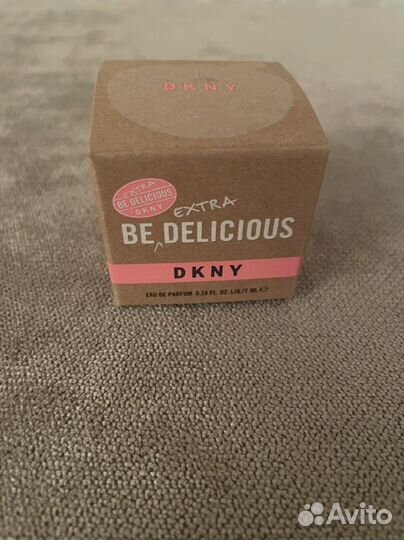 DKNY
EXTRA
BE DELICIOUS
DKNY
EXTRA
BE DELICIOUS
DKNY
EAU DE PARFUM 0.24 FL. OZ. LIQ./7 ML ℮
Avito